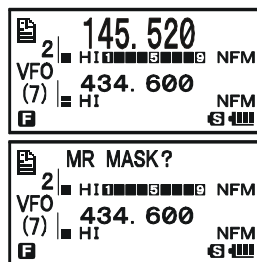 145.520
2 HI 1 5 9 NFM
VFO
(7) 434.600
HI NFM
F S
MR MASK?
2 HI 1 5 9 NFM
VFO
(7) 434.600
HI NFM
F S